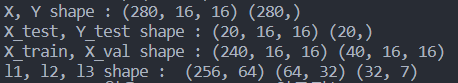 X, Y shape : (280, 16, 16) (280,)
X_test, Y_test shape : (20, 16, 16) (20,)
X_train, X_val shape : (240, 16, 16) (40, 16, 16)
l1, l2, l3 shape :  (256, 64) (64, 32) (32, 7)